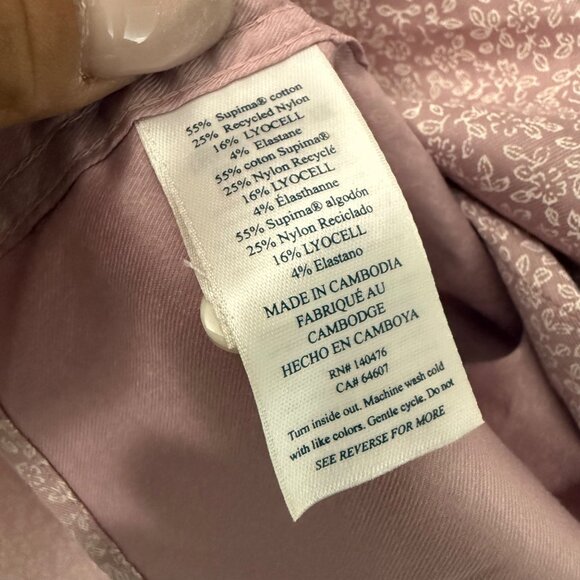 55% Supima® cotton
25% Recycled Nylon
16% LYOCELL
4% Elastane
55% coton Supima®
25% Nylon Recyclé
16% LYOCELL
4% Élasthanne
55% Supima® algodón
25% Nylon Reciclado
16% LYOCELL
4% Elastano
MADE IN CAMBODIA
FABRIQUÉ AU
CAMBODGE
HECHO EN CAMBOYA
RN# 140476
CA# 64607
Turn inside out. Machine wash cold
with like colors. Gentle cycle. Do not
SEE REVERSE FOR MORE